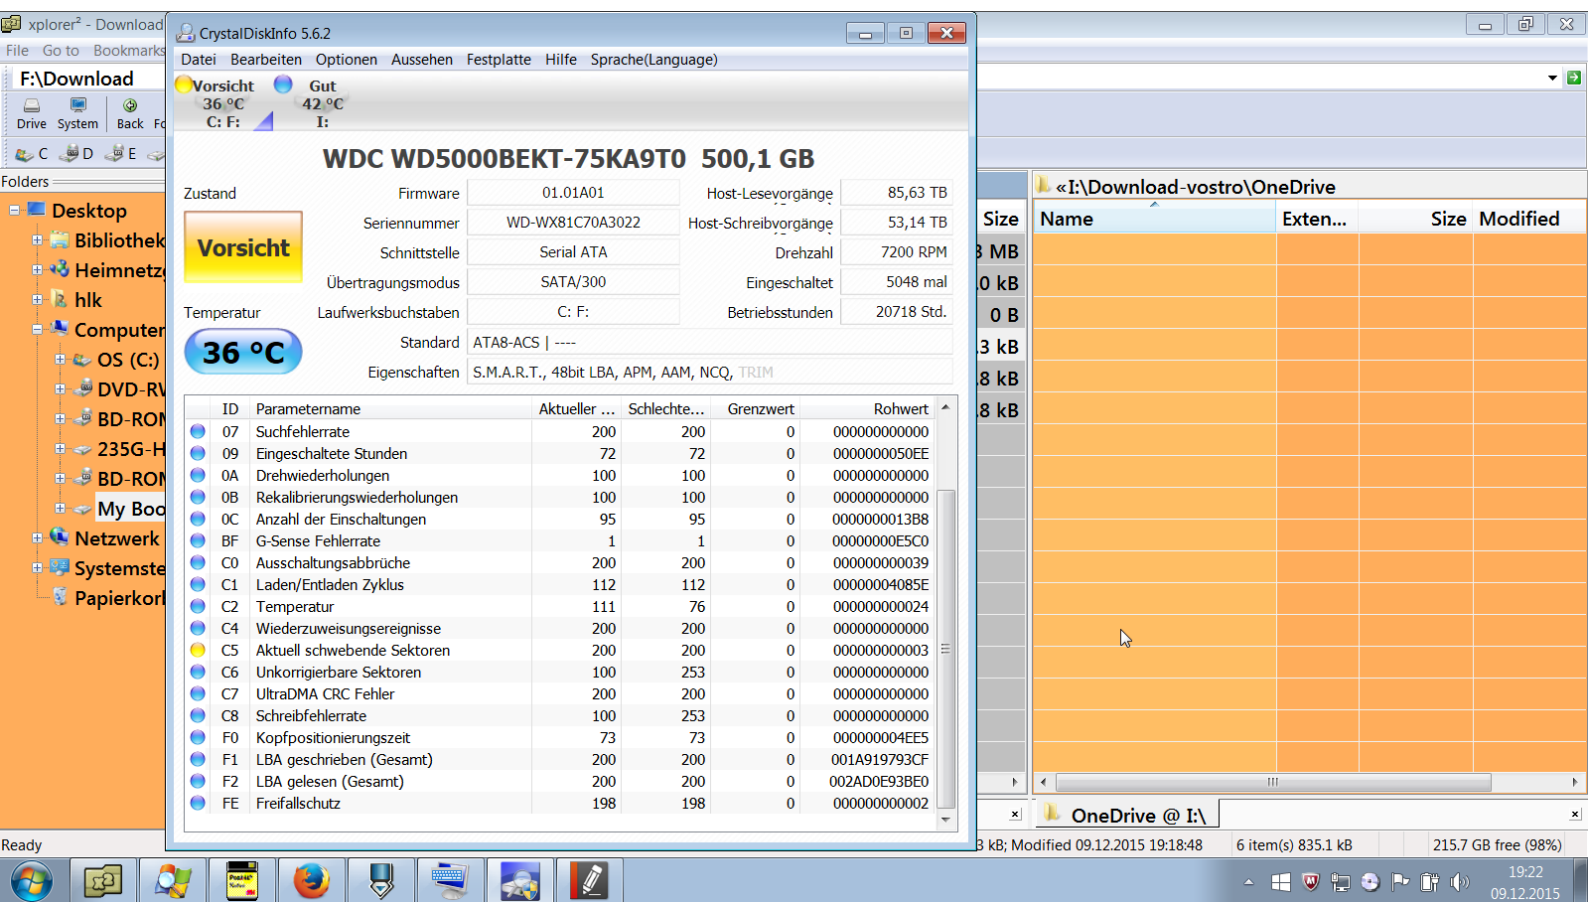 xplorer² - Download
File Go to Bookmarks
F:\Download
Drive System Back
C D E
Folders
Desktop
Bibliothek
Heimnetz
hlk
Computer
OS (C:)
DVD-RW
BD-ROM
235G-H
BD-ROM
My Boo
Netzwerk
Systemste
Papierkorb
Ready
CrystalDiskInfo 5.6.2
Datei Bearbeiten Optionen Aussehen Festplatte Hilfe Sprache(Language)
Vorsicht Gut
36 °C 42 °C
C: F: I:
WDC WD5000BEKT-75KA9T0 500,1 GB
Zustand Firmware 01.01A01 Host-Lesevorgänge 85,63 TB
Vorsicht
Seriennummer WD-WX81C70A3022 Host-Schreibvorgänge 53,14 TB
Schnittstelle Serial ATA Drehzahl 7200 RPM
Übertragungsmodus SATA/300 Eingeschaltet 5048 mal
Temperatur Laufwerksbuchstaben C: F: Betriebsstunden 20718 Std.
36 °C
Standard ATA8-ACS | ----
Eigenschaften S.M.A.R.T., 48bit LBA, APM, AAM, NCQ, TRIM
ID Parametername Aktueller ... Schlechte... Grenzwert Rohwert
07 Suchfehlerrate 200 200 0 000000000000
09 Eingeschaltete Stunden 72 72 0 0000000050EE
0A Drehwiederholungen 100 100 0 000000000000
0B Rekalibrierungswiederholungen 100 100 0 000000000000
0C Anzahl der Einschaltungen 95 95 0 0000000013B8
BF G-Sense Fehlerrate 1 1 0 00000000E5C0
C0 Ausschaltungsabbrüche 200 200 0 000000000039
C1 Laden/Entladen Zyklus 112 112 0 00000004085E
C2 Temperatur 111 76 0 000000000024
C4 Wiederzuweisungsereignisse 200 200 0 000000000000
C5 Aktuell schwebende Sektoren 200 200 0 000000000003
C6 Unkorrigierbare Sektoren 100 253 0 000000000000
C7 UltraDMA CRC Fehler 200 200 0 000000000000
C8 Schreibfehlerrate 100 253 0 000000000000
F0 Kopfpositionierungszeit 73 73 0 000000004EE5
F1 LBA geschrieben (Gesamt) 200 200 0 001A919793CF
F2 LBA gelesen (Gesamt) 200 200 0 002AD0E93BE0
FE Freifallschutz 198 198 0 000000000002
Size
MB
0 kB
0 B
3 kB
8 kB
8 kB
«I:\Download-vostro\OneDrive
Name Exten... Size Modified
OneDrive @ I:\
kB; Modified 09.12.2015 19:18:48 6 item(s) 835.1 kB 215.7 GB free (98%)
19:22
09.12.2015